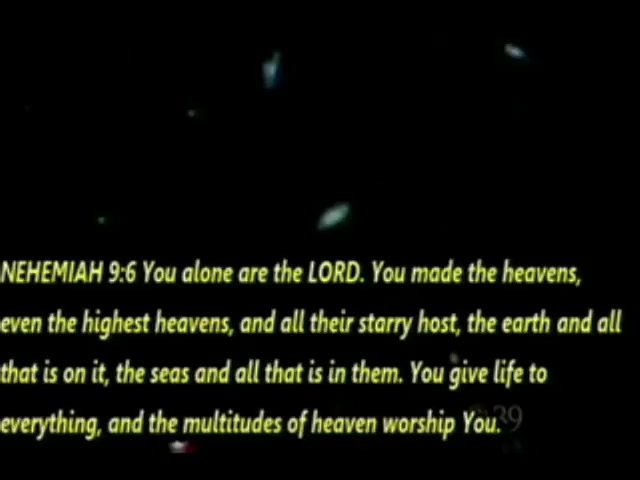 NEHEMIAH 9:6 You alone are the LORD. You made the heavens,
even the highest heavens, and all their starry host, the earth and all
that is on it, the seas and all that is in them. You give life to
everything, and the multitudes of heaven worship You.
39